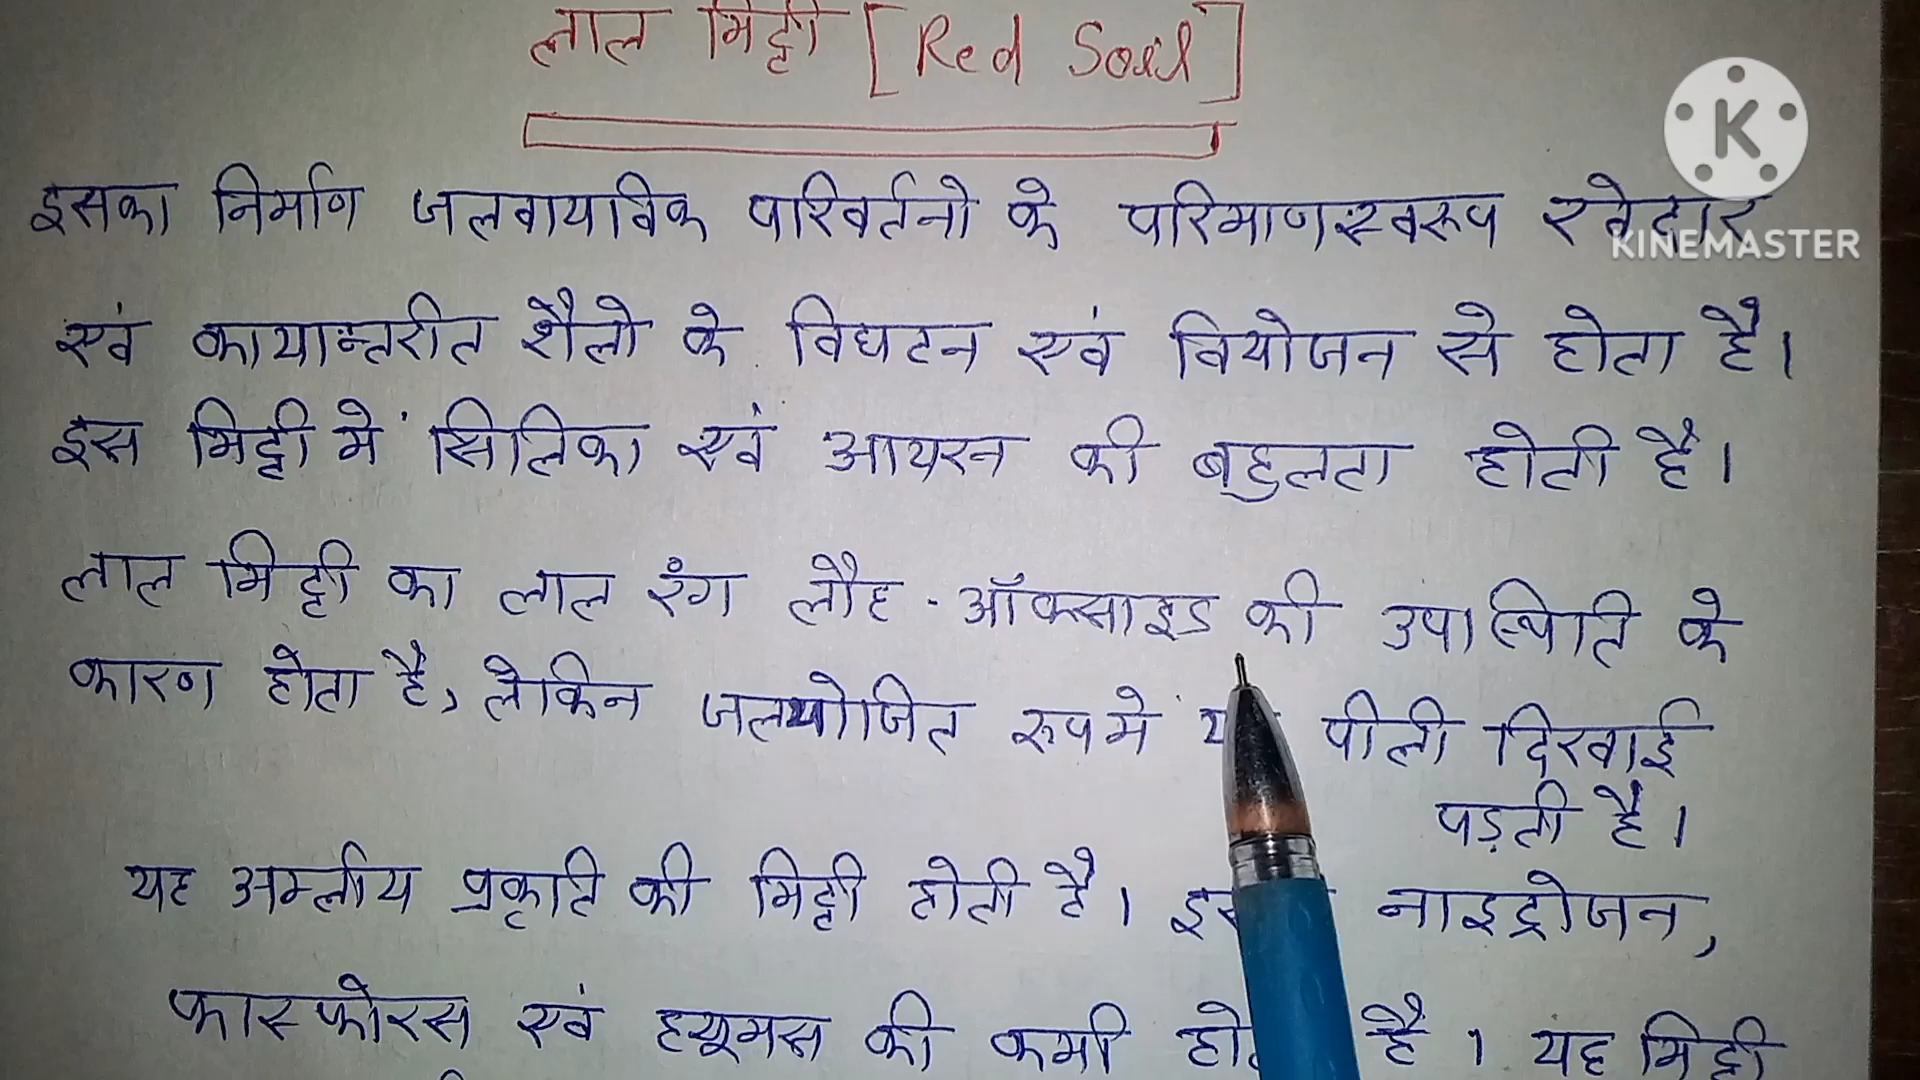 लाल मिट्टी [Red Soil]
K
KINEMASTER
इसका निर्माण जलवायविक परिवर्तनो के परिमाणस्वरूप रवेदार
एवं कायान्तरीत शैलो के विघटन एवं वियोजन से होता है।
इस मिट्टी में सिलिका एवं आयरन की बहुलता होती है।
लाल मिट्टी का लाल रंग लौह-ऑक्साइड की उपस्थिति के
कारण होता है, लेकिन जलयोजित रूप मे पीली दिखाई
पड़ती है।
यह अम्लीय प्रकृति की मिट्टी होती है। नाइट्रोजन,
फास्फोरस एवं ह्यूमस की कमी है। यह मिट्टी